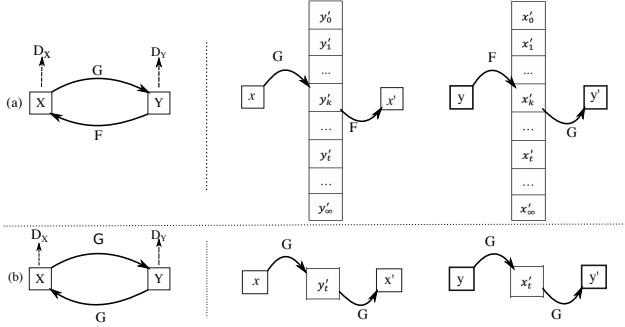 (a)
D_X
D_Y
G
X
Y
F
G
x
y'_0
y'_1
...
y'_k
...
y'_t
...
y'_∞
x'
F
F
y
x'_0
x'_1
...
x'_k
...
x'_t
...
x'_∞
y'
G
(b)
D_X
D_Y
G
X
Y
G
G
x
y'_t
x'
G
G
y
x'_t
y'
G